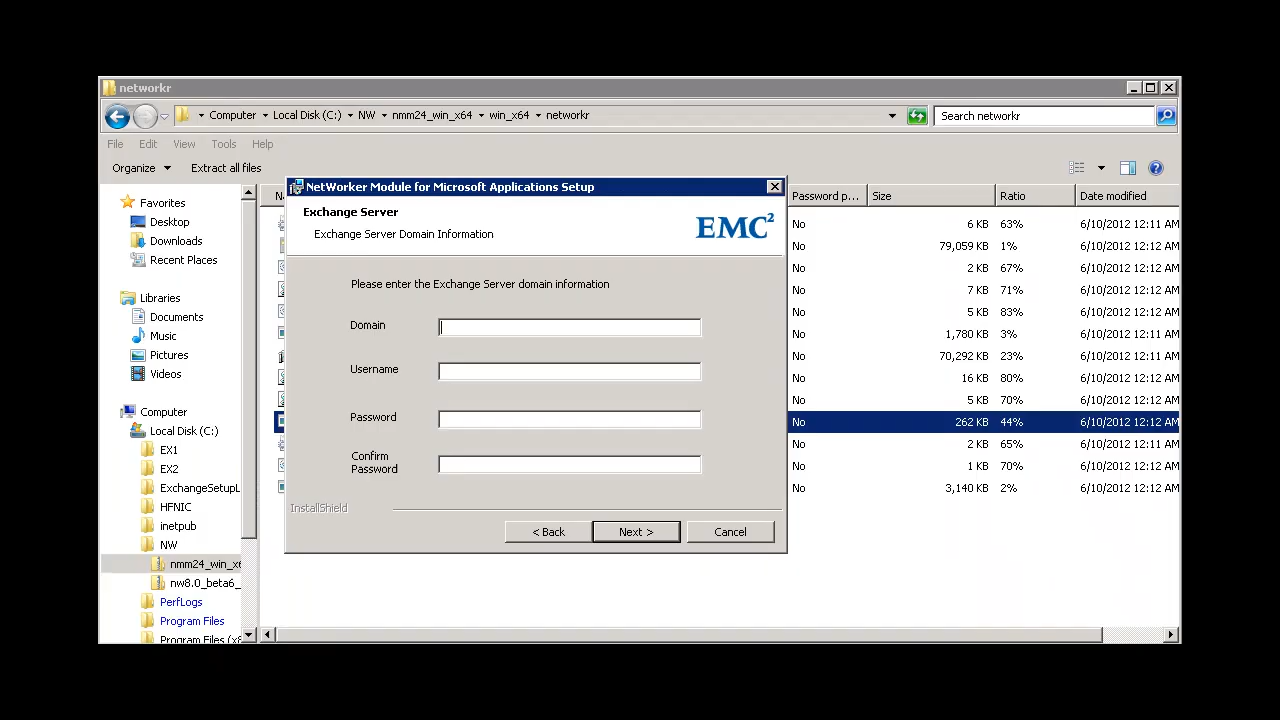 networkr
Computer Local Disk (C:) NW nmm24_win_x64 win_x64 networkr
Search networkr
File Edit View Tools Help
Organize Extract all files
Password p... Size Ratio Date modified
NetWorker Module for Microsoft Applications Setup
Exchange Server
Exchange Server Domain Information
EMC²
Please enter the Exchange Server domain information
Domain
Username
Password
Confirm
Password
InstallShield
< Back Next > Cancel
Favorites
Desktop
Downloads
Recent Places
Libraries
Documents
Music
Pictures
Videos
Computer
Local Disk (C:)
EX1
EX2
ExchangeSetupL
HFNIC
inetpub
NW
nmm24_win_x6
nw8.0_beta6_
PerfLogs
Program Files
Program Files (x8
No 6 KB 63% 6/10/2012 12:11 AM
No 79,059 KB 1% 6/10/2012 12:11 AM
No 2 KB 67% 6/10/2012 12:11 AM
No 7 KB 71% 6/10/2012 12:11 AM
No 5 KB 83% 6/10/2012 12:11 AM
No 1,780 KB 3% 6/10/2012 12:11 AM
No 70,292 KB 23% 6/10/2012 12:11 AM
No 16 KB 80% 6/10/2012 12:12 AM
No 5 KB 70% 6/10/2012 12:11 AM
No 262 KB 44% 6/10/2012 12:12 AM
No 2 KB 65% 6/10/2012 12:11 AM
No 1 KB 70% 6/10/2012 12:12 AM
No 3,140 KB 2% 6/10/2012 12:12 AM